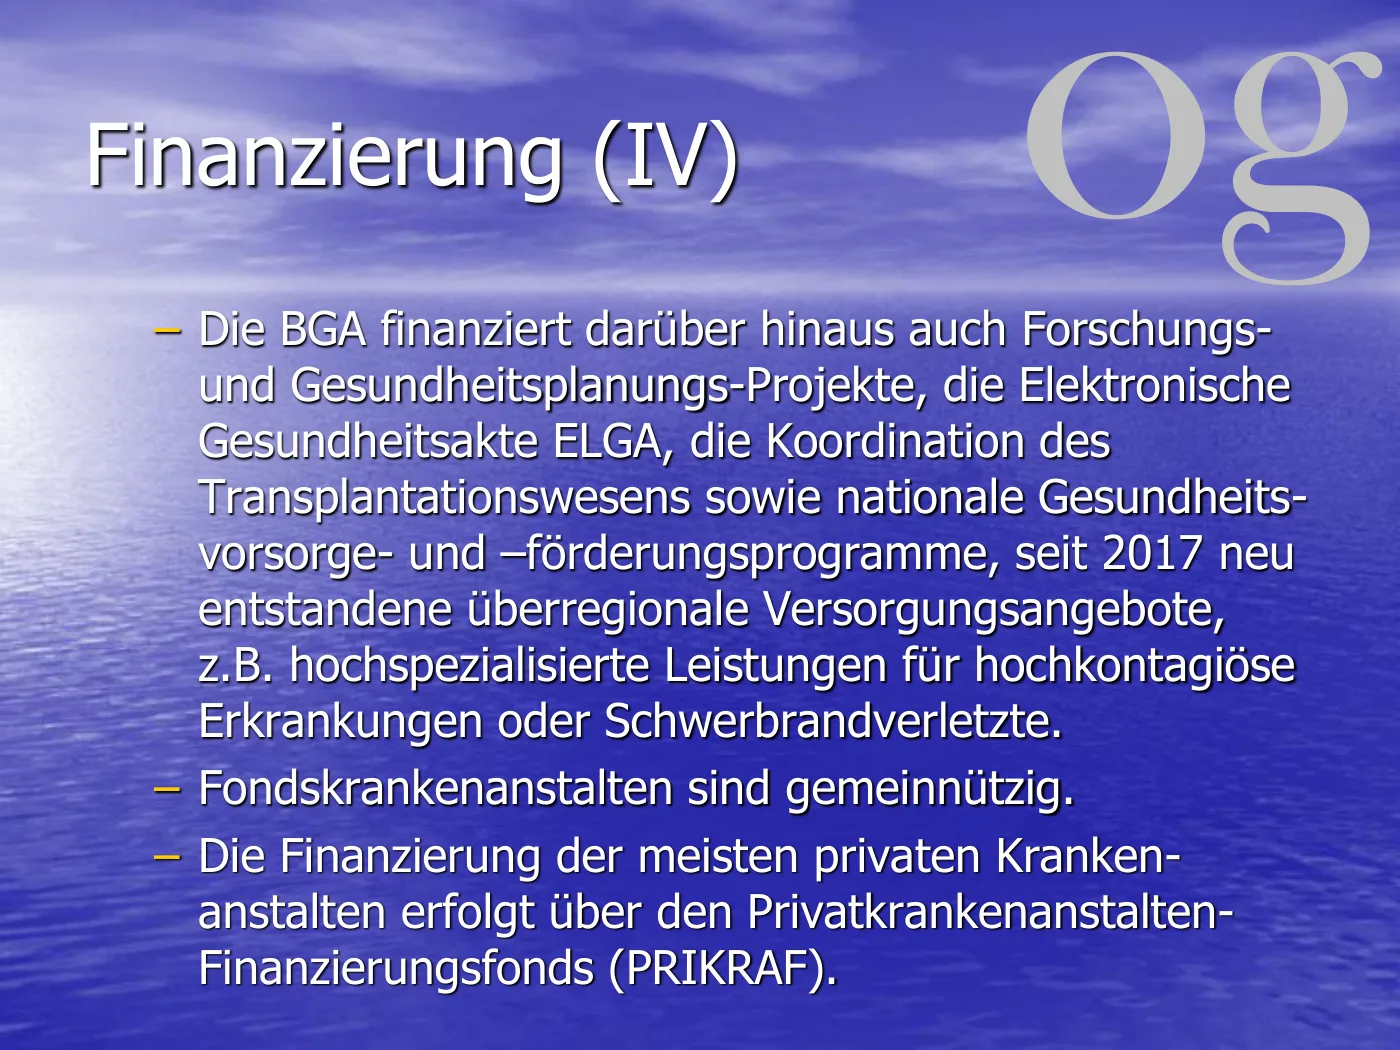 og
Finanzierung (IV)
– Die BGA finanziert darüber hinaus auch Forschungs-
und Gesundheitsplanungs-Projekte, die Elektronische
Gesundheitsakte ELGA, die Koordination des
Transplantationswesens sowie nationale Gesundheits-
vorsorge- und –förderungsprogramme, seit 2017 neu
entstandene überregionale Versorgungsangebote,
z.B. hochspezialisierte Leistungen für hochkontagiöse
Erkrankungen oder Schwerbrandverletzte.
– Fondskrankenanstalten sind gemeinnützig.
– Die Finanzierung der meisten privaten Kranken-
anstalten erfolgt über den Privatkrankenanstalten-
Finanzierungsfonds (PRIKRAF).